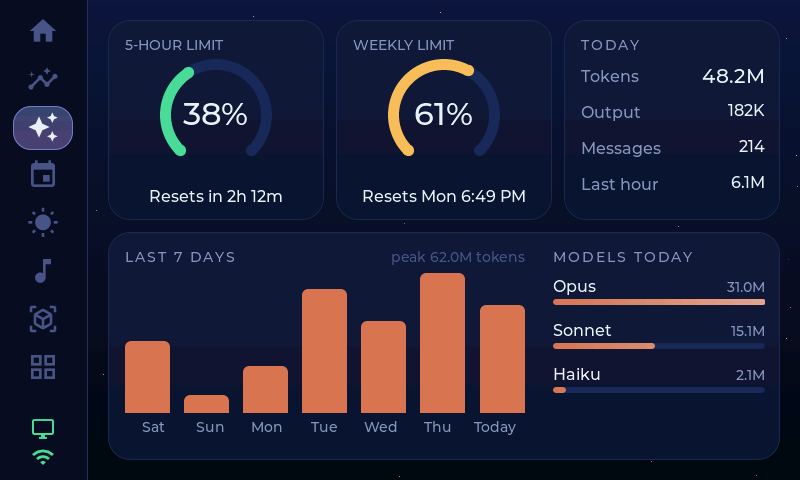 5-HOUR LIMIT
38%
Resets in 2h 12m
WEEKLY LIMIT
61%
Resets Mon 6:49 PM
TODAY
Tokens 48.2M
Output 182K
Messages 214
Last hour 6.1M
LAST 7 DAYS peak 62.0M tokens
Sat Sun Mon Tue Wed Thu Today
MODELS TODAY
Opus 31.0M
Sonnet 15.1M
Haiku 2.1M